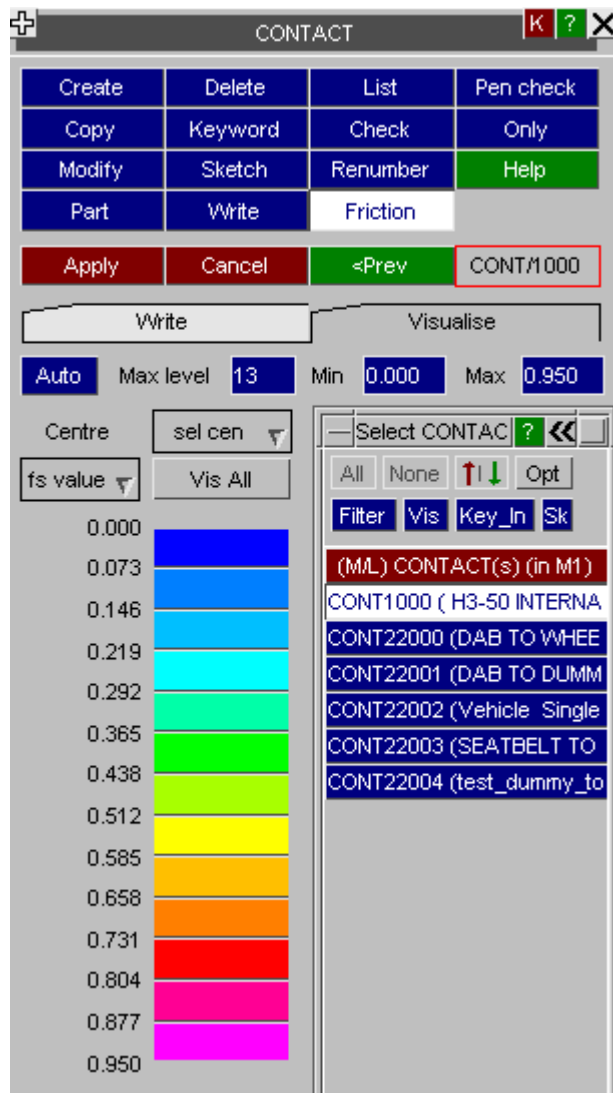 CONTACT K ?
Create Delete List Pen check
Copy Keyword Check Only
Modify Sketch Renumber Help
Part Write Friction
Apply Cancel <Prev CONT/1000
Write Visualise
Auto Max level 13 Min 0.000 Max 0.950
Centre sel cen
fs value Vis All
0.000
0.073
0.146
0.219
0.292
0.365
0.438
0.512
0.585
0.658
0.731
0.804
0.877
0.950
Select CONTAC ?
All None Opt
Filter Vis Key_In Sk
(M/L) CONTACT(s) (in M1)
CONT1000 ( H3-50 INTERNA
CONT22000 (DAB TO WHEE
CONT22001 (DAB TO DUMM
CONT22002 (Vehicle Single
CONT22003 (SEATBELT TO
CONT22004 (test_dummy_to